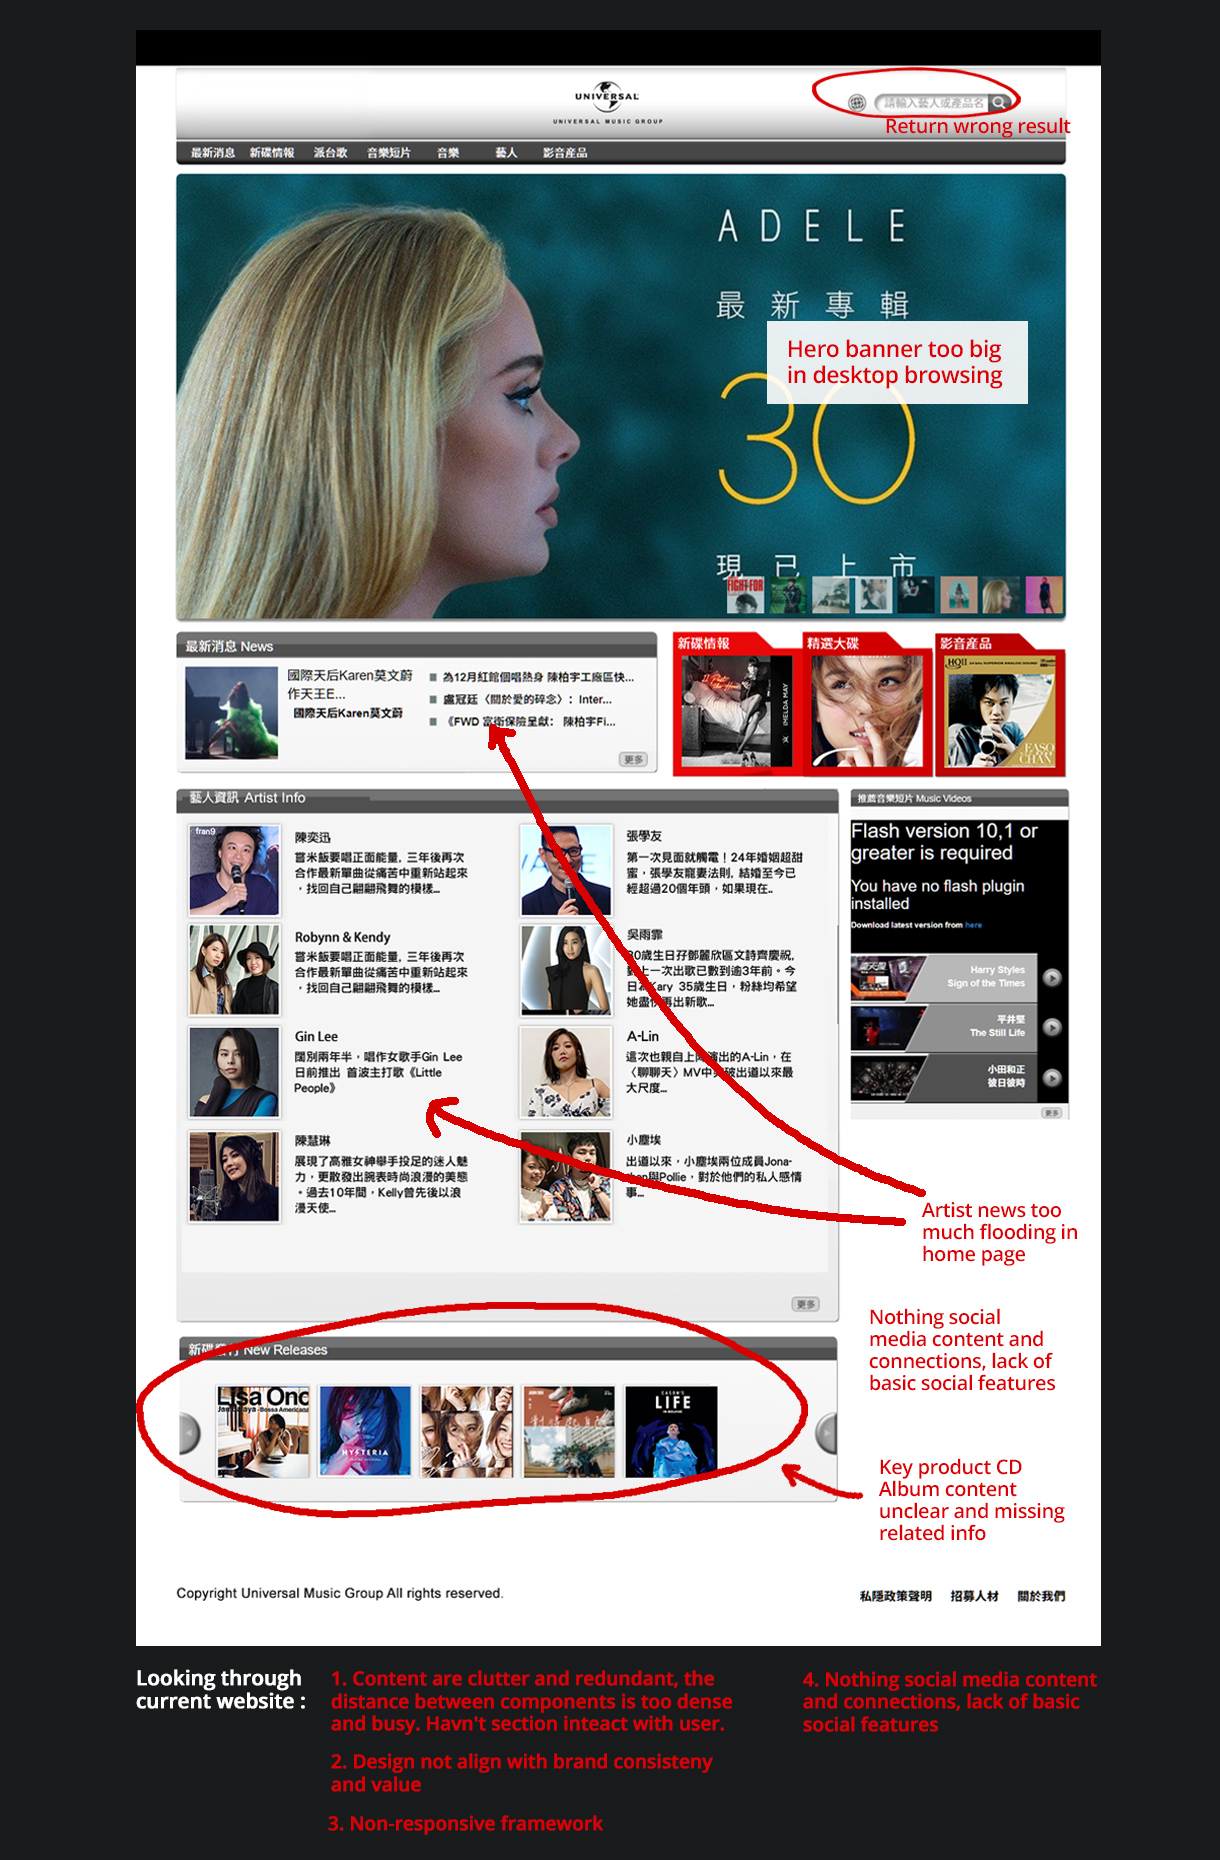 UNIVERSAL
UNIVERSAL MUSIC GROUP
請輸入藝人或產品名
Return wrong result
最新消息 新碟情報 派台歌 音樂短片 音樂 藝人 影音產品
ADELE
最新專輯
Hero banner too big
in desktop browsing
30
現已上市
FIGHT FOR
最新消息 News
國際天后Karen莫文蔚
作天王E...
國際天后Karen莫文蔚
為12月紅館個唱熱身 陳柏宇工廠區快...
盧冠廷〈關於愛的碎念〉: Inter...
《FWD 富衛保險呈獻: 陳柏宇Fi...
更多
新碟情報
精選大碟
影音產品
IMELDA MAY
HQII
EASO
CHAN
藝人資訊 Artist Info
fran9
陳奕迅
嘗米飯要唱正面能量, 三年後再次
合作最新單曲從痛苦中重新站起來
，找回自己翩翩飛舞的模樣...
張學友
第一次見面就觸電！24年婚姻超甜
蜜，張學友寵妻法則, 結婚至今已
經超過20個年頭，如果現在..
Robynn & Kendy
嘗米飯要唱正面能量, 三年後再次
合作最新單曲從痛苦中重新站起來
，找回自己翩翩飛舞的模樣...
吳雨霏
30歲生日孖鄭麗欣區文詩齊慶祝,
對上一次出歌已數到逾3年前。今
日為Kary 35歲生日，粉絲均希望
她盡快再出新歌...
Gin Lee
闊別兩年半，唱作女歌手Gin Lee
日前推出 首波主打歌《Little
People》
A-Lin
這次也親自上陣演出的A-Lin，在
〈聊聊天〉MV中突破出道以來最
大尺度...
陳慧琳
展現了高雅女神舉手投足的迷人魅
力，更散發出腕表時尚浪漫的美態
。過去10年間，Kelly曾先後以浪
漫天使...
小塵埃
出道以來，小塵埃兩位成員Jona-
than與Pollie，對於他們的私人感情
事...
更多
推薦音樂短片 Music Videos
Flash version 10,1 or
greater is required
You have no flash plugin
installed
Download latest version from here
Harry Styles
Sign of the Times
平井堅
The Still Life
小田和正
彼日彼時
更多
Artist news too
much flooding in
home page
Nothing social
media content and
connections, lack of
basic social features
新碟發行 New Releases
Lisa Ono
Jambalaya -Bossa Americana
HYSTERIA
EASON'S
LIFE
Key product CD
Album content
unclear and missing
related info
Copyright Universal Music Group All rights reserved.
私隱政策聲明 招募人材 關於我們
Looking through
current website :
1. Content are clutter and redundant, the
distance between components is too dense
and busy. Havn't section inteact with user.
2. Design not align with brand consisteny
and value
3. Non-responsive framework
4. Nothing social media content
and connections, lack of basic
social features